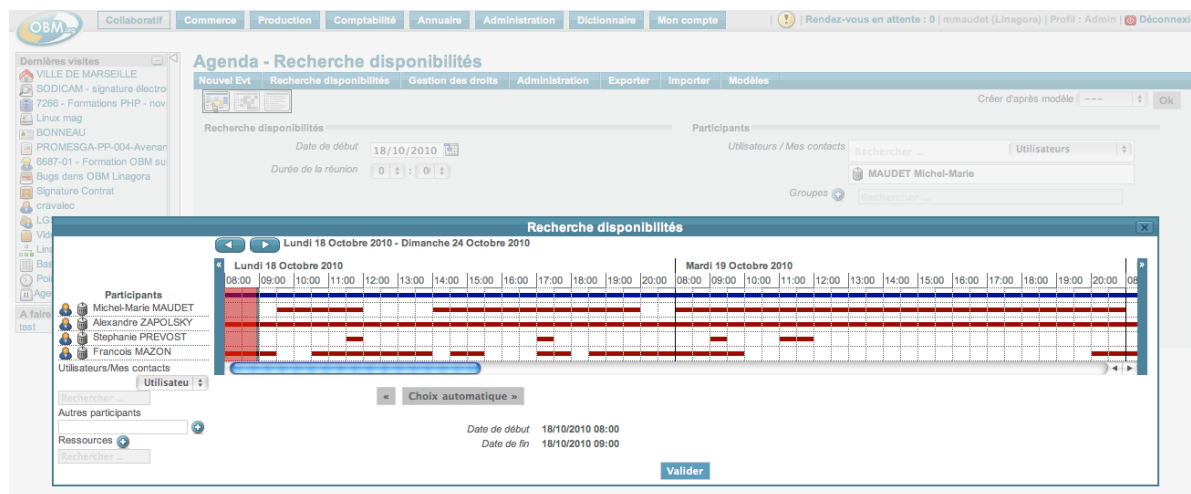 OBM.org
Collaboratif Commerce Production Comptabilité Annuaire Administration Dictionnaire Mon compte | Rendez-vous en attente : 0 | mmaudet (Linagora) | Profil : Admin | Déconnexi
Dernières visites
VILLE DE MARSEILLE
SODICAM - signature électro
7266 - Formations PHP - nov
Linux mag
BONNEAU
PROMESGA-PP-004-Avenan
6687-01 - Formation OBM su
Bugs dans OBM Linagora
Signature Contrat
cravalec
LG
Vid
Lina
Bas
Poi
Age
A faire
test
Agenda - Recherche disponibilités
Nouvel Evt Recherche disponibilités Gestion des droits Administration Exporter Importer Modèles
Créer d'après modèle --- Ok
Recherche disponibilités
Date de début 18/10/2010
Durée de la réunion 0 : 0
Participants
Utilisateurs / Mes contacts Rechercher ... Utilisateurs
MAUDET Michel-Marie
Groupes Rechercher ...
Recherche disponibilités
Lundi 18 Octobre 2010 - Dimanche 24 Octobre 2010
« Lundi 18 Octobre 2010 Mardi 19 Octobre 2010 »
08:00 09:00 10:00 11:00 12:00 13:00 14:00 15:00 16:00 17:00 18:00 19:00 20:00 08:00 09:00 10:00 11:00 12:00 13:00 14:00 15:00 16:00 17:00 18:00 19:00 20:00 08
Participants
Michel-Marie MAUDET
Alexandre ZAPOLSKY
Stephanie PREVOST
Francois MAZON
Utilisateurs/Mes contacts
Utilisateu
Rechercher ...
Autres participants
Ressources
Rechercher ...
« Choix automatique »
Date de début 18/10/2010 08:00
Date de fin 18/10/2010 09:00
Valider